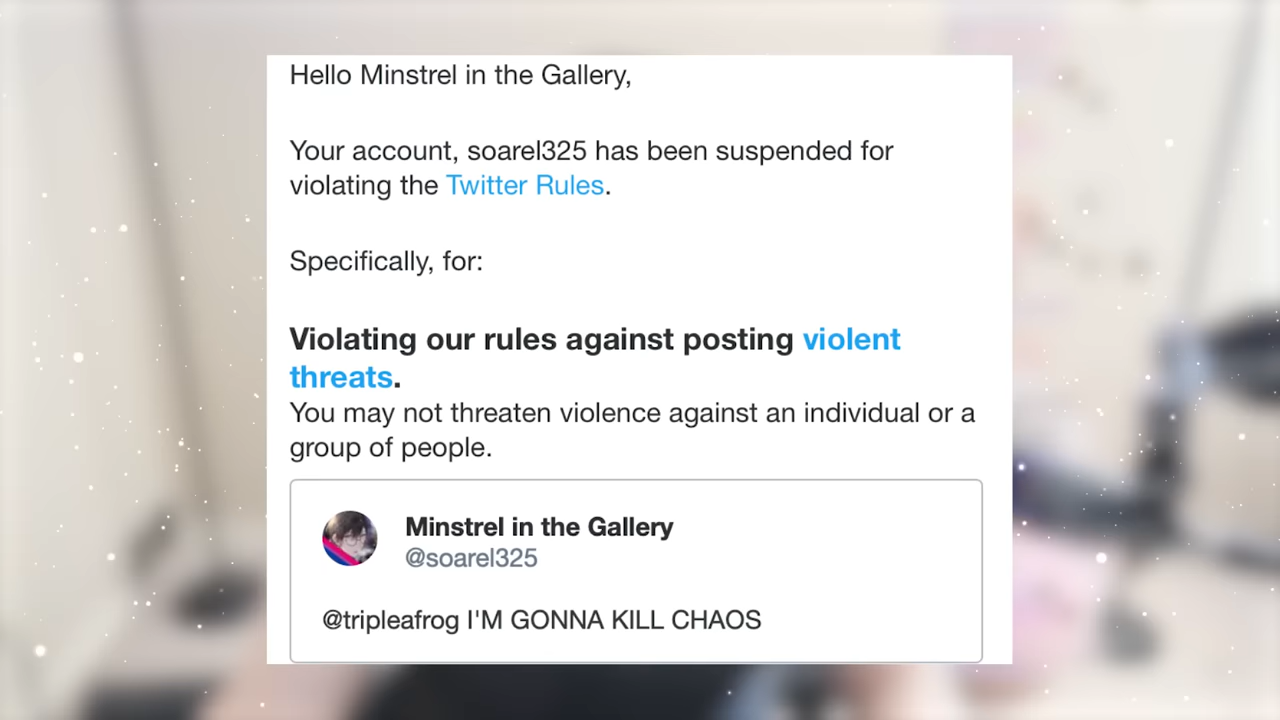 Hello Minstrel in the Gallery,
Your account, soarel325 has been suspended for
violating the Twitter Rules.
Specifically, for:
Violating our rules against posting violent
threats.
You may not threaten violence against an individual or a
group of people.
Minstrel in the Gallery
@soarel325
@tripleafrog I'M GONNA KILL CHAOS